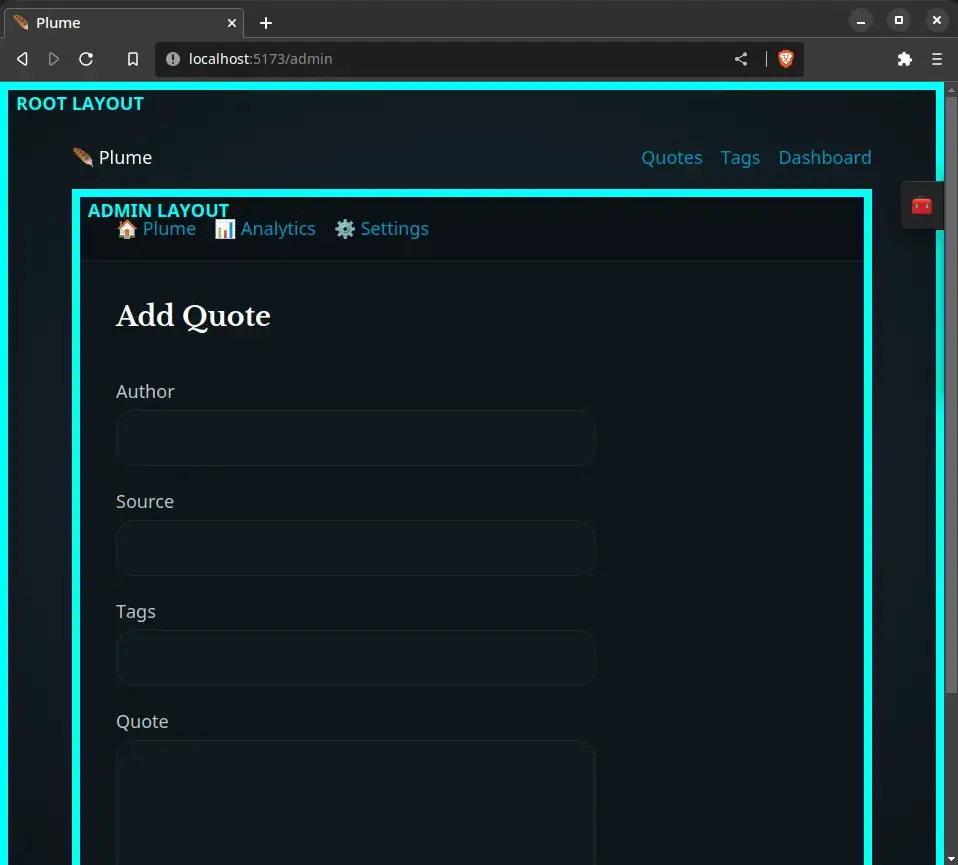 Plume
localhost:5173/admin
ROOT LAYOUT
Plume Quotes Tags Dashboard
ADMIN LAYOUT
Plume Analytics Settings
Add Quote
Author
Source
Tags
Quote